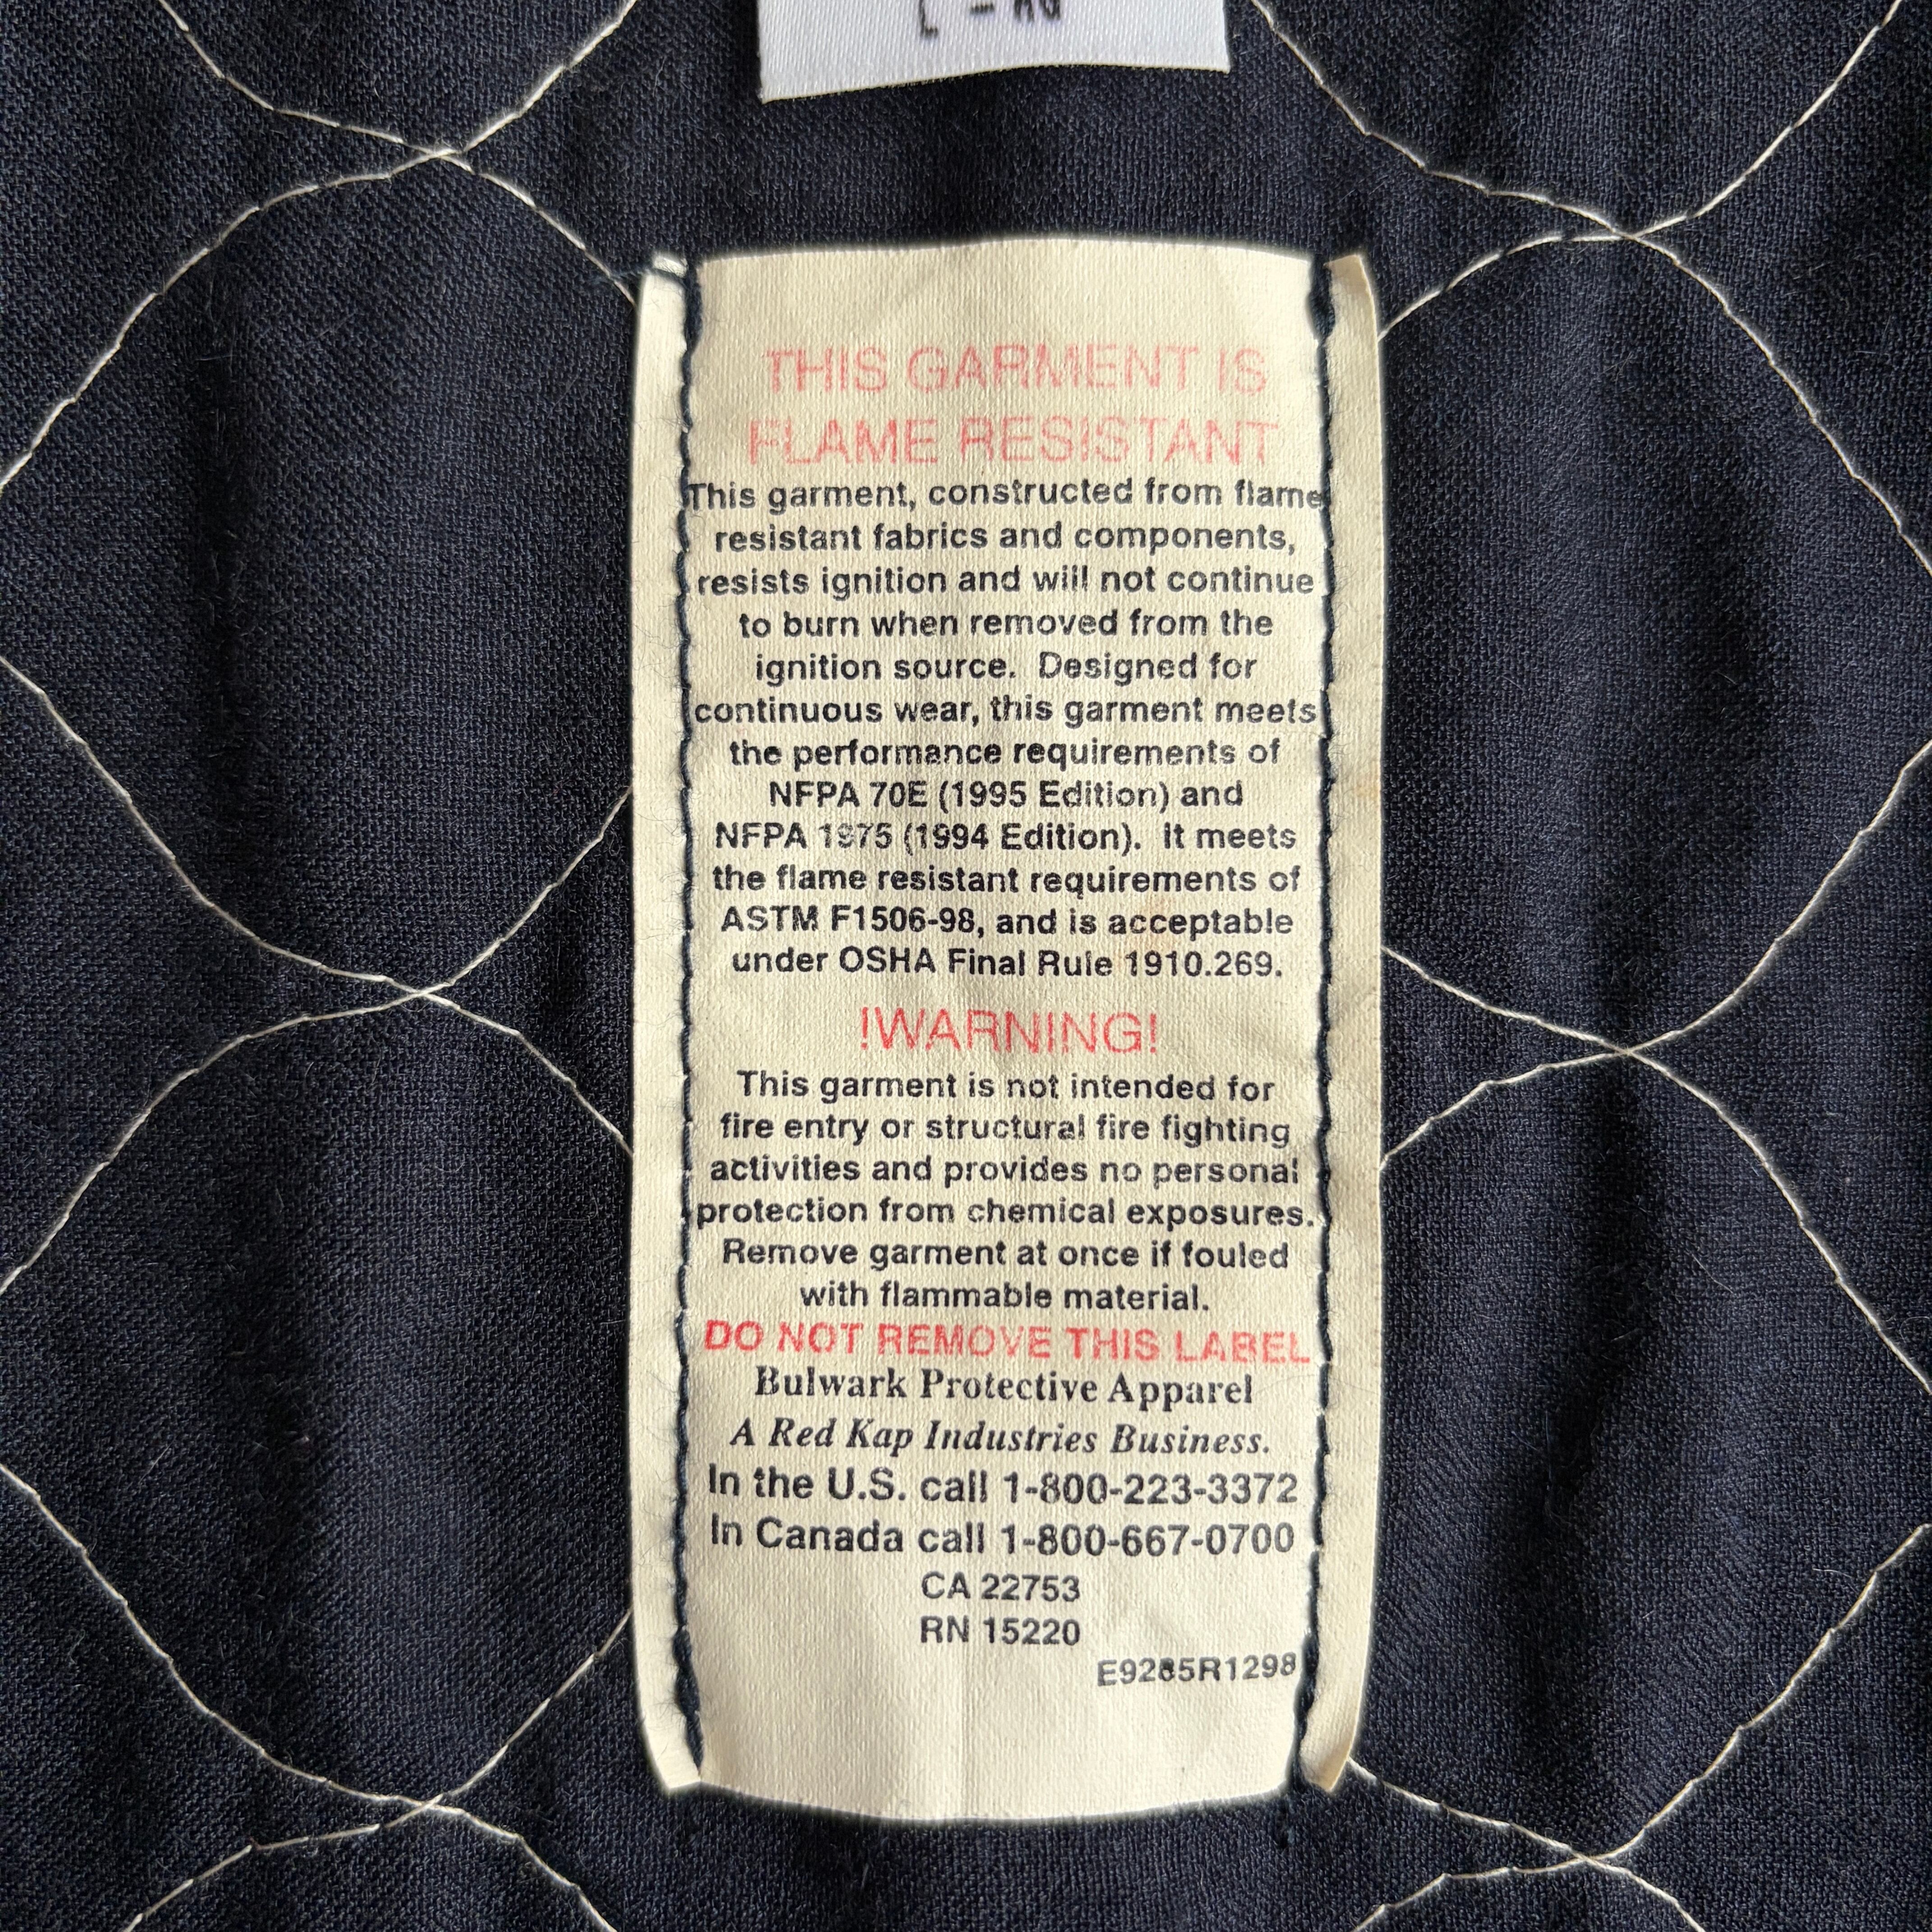 THIS GARMENT IS
FLAME RESISTANT
This garment, constructed from flame
resistant fabrics and components,
resists ignition and will not continue
to burn when removed from the
ignition source. Designed for
continuous wear, this garment meets
the performance requirements of
NFPA 70E (1995 Edition) and
NFPA 1975 (1994 Edition). It meets
the flame resistant requirements of
ASTM F1506-98, and is acceptable
under OSHA Final Rule 1910.269.
!WARNING!
This garment is not intended for
fire entry or structural fire fighting
activities and provides no personal
protection from chemical exposures.
Remove garment at once if fouled
with flammable material.
DO NOT REMOVE THIS LABEL
Bulwark Protective Apparel
A Red Kap Industries Business.
In the U.S. call 1-800-223-3372
In Canada call 1-800-667-0700
CA 22753
RN 15220
E9285R1298